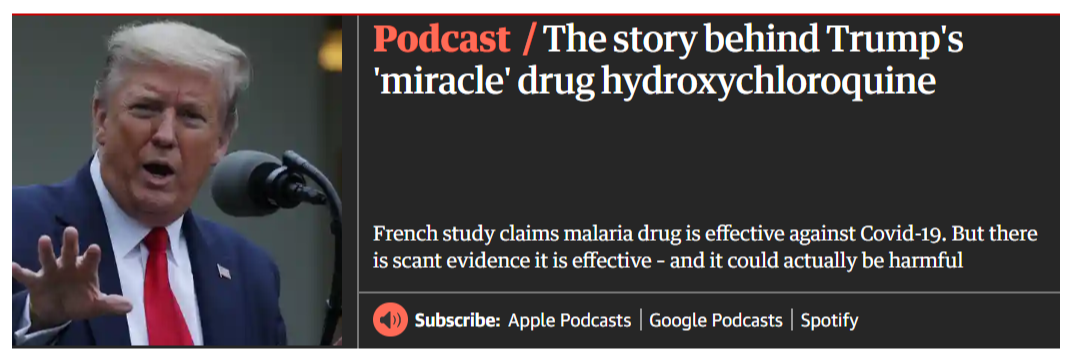 Podcast / The story behind Trump's
'miracle' drug hydroxychloroquine
French study claims malaria drug is effective against Covid-19. But there
is scant evidence it is effective – and it could actually be harmful
Subscribe: Apple Podcasts | Google Podcasts | Spotify